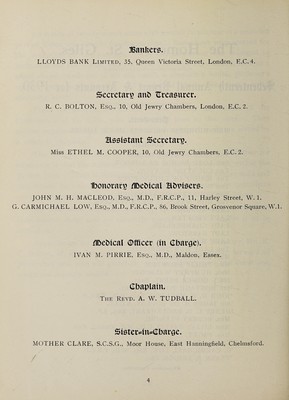 Bankers.
LLOYDS BANK LIMITED, 35, Queen Victoria Street, London, E.C. 4.
Secretary and Treasurer.
R. C. BOLTON, ESQ., 10, Old Jewry Chambers, London, E.C. 2.
Assistant Secretary.
Miss ETHEL M. COOPER, 10, Old Jewry Chambers, E.C. 2.
Honorary Medical Advisers.
JOHN M. H. MACLEOD, ESQ., M.D., F.R.C.P., 11, Harley Street, W. 1.
G. CARMICHAEL LOW, ESQ., M.D., F.R.C.P., 86, Brook Street, Grosvenor Square, W.1.
Medical Officer (in Charge).
IVAN M. PIRRIE, ESQ., M.D., Maldon, Essex.
Chaplain.
THE REVD. A. W. TUDBALL.
Sister-in-Charge.
MOTHER CLARE, S.C.S.G., Moor House, East Hanningfield, Chelmsford.
4